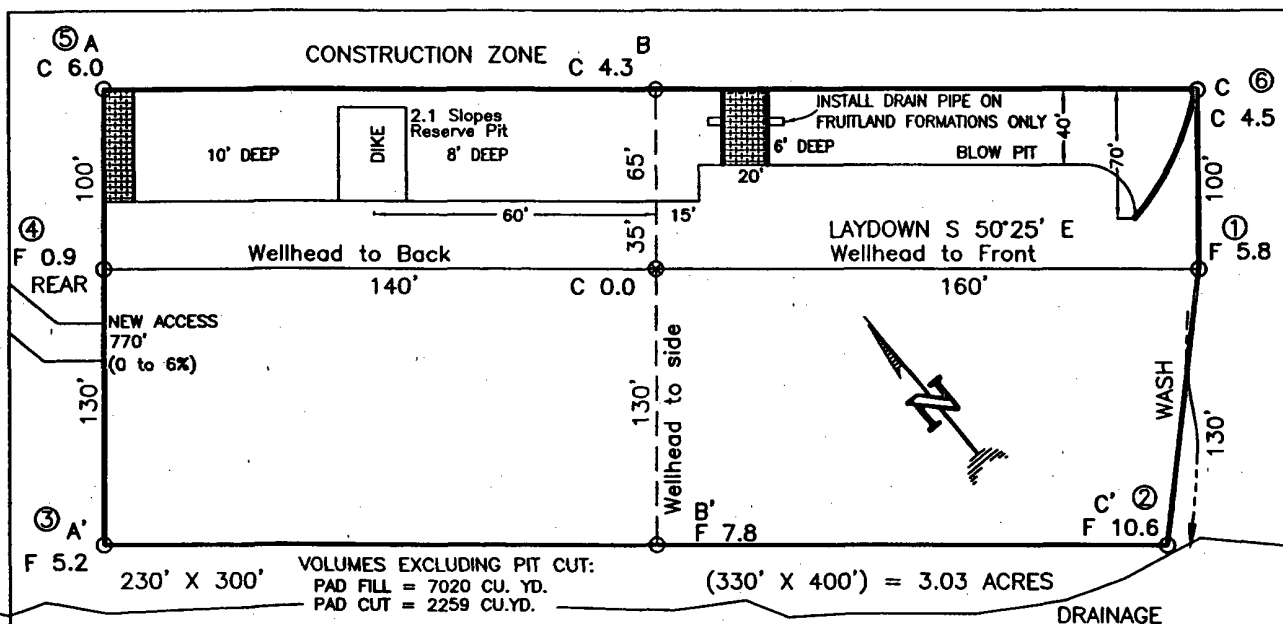 ⑤ A
CONSTRUCTION ZONE
B
C 6.0
C 4.3
C ⑥
C 4.5
INSTALL DRAIN PIPE ON
FRUITLAND FORMATIONS ONLY
2.1 Slopes
Reserve Pit
DIKE
10' DEEP
8' DEEP
6' DEEP
BLOW PIT
40'
70'
100'
65'
20'
100'
60'
15'
④
F 0.9
REAR
Wellhead to Back
35'
LAYDOWN S 50°25' E
Wellhead to Front
①
F 5.8
140'
C 0.0
160'
NEW ACCESS
770'
(0 to 6%)
130'
130'
Wellhead to side
N
WASH
130'
③ A'
F 5.2
B'
F 7.8
C' ②
F 10.6
230' X 300'
VOLUMES EXCLUDING PIT CUT:
PAD FILL = 7020 CU. YD.
PAD CUT = 2259 CU.YD.
(330' X 400') = 3.03 ACRES
DRAINAGE